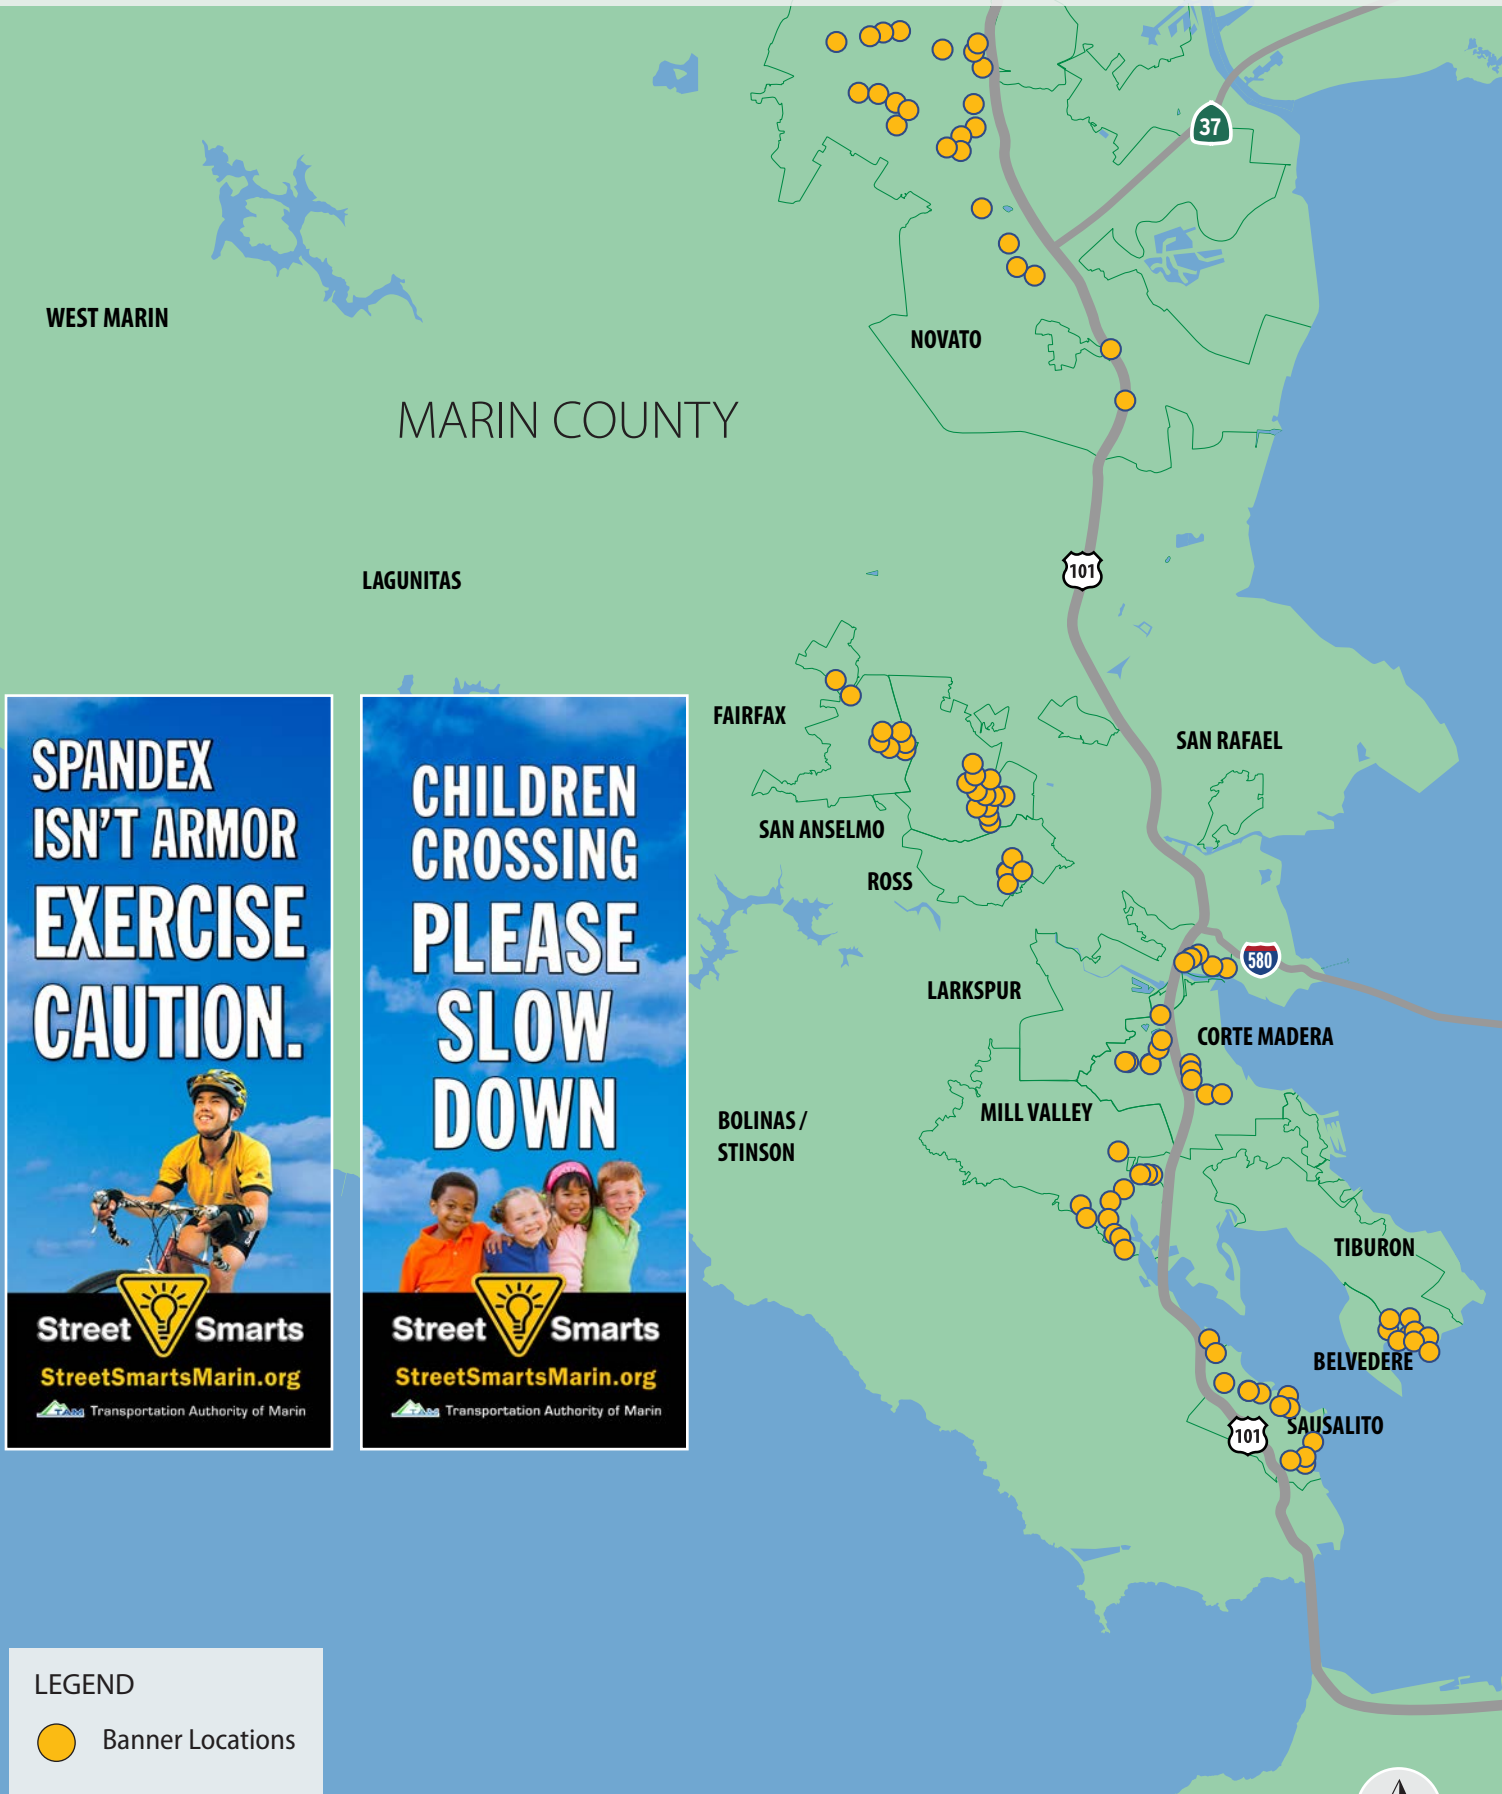 37
WEST MARIN
NOVATO
MARIN COUNTY
101
LAGUNITAS
FAIRFAX
SAN RAFAEL
SAN ANSELMO
ROSS
580
LARKSPUR
CORTE MADERA
MILL VALLEY
BOLINAS /
STINSON
TIBURON
BELVEDERE
SAUSALITO
101
SPANDEX
ISN'T ARMOR
EXERCISE
CAUTION.
Street Smarts
StreetSmartsMarin.org
TAM Transportation Authority of Marin
CHILDREN
CROSSING
PLEASE
SLOW
DOWN
Street Smarts
StreetSmartsMarin.org
TAM Transportation Authority of Marin
LEGEND
Banner Locations